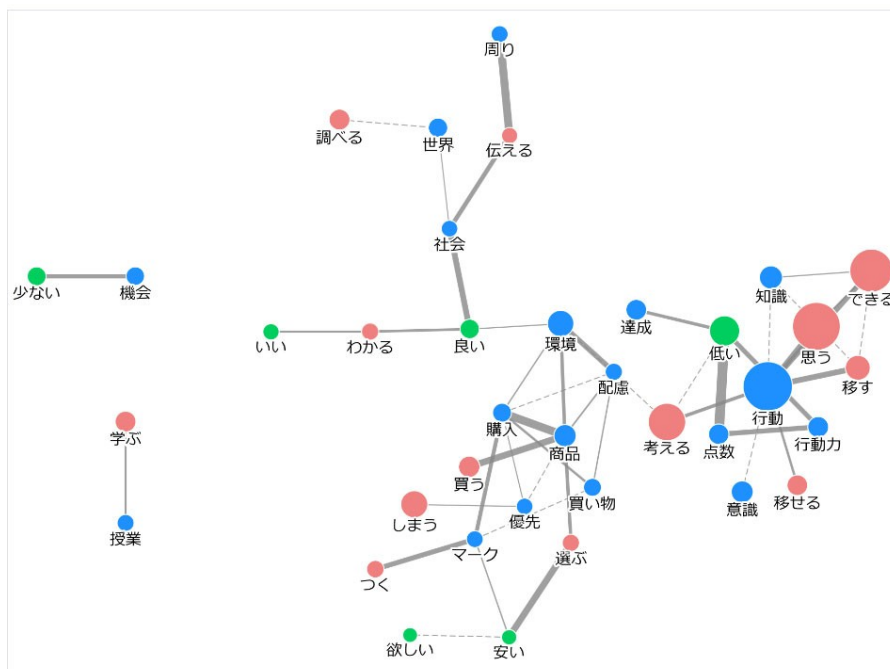 周り
調べる
世界
伝える
社会
少ない
機会
いい
わかる
良い
環境
達成
低い
知識
できる
思う
移す
配慮
行動
学ぶ
購入
商品
考える
点数
行動力
買う
買い物
意識
移せる
しまう
優先
授業
マーク
選ぶ
つく
欲しい
安い